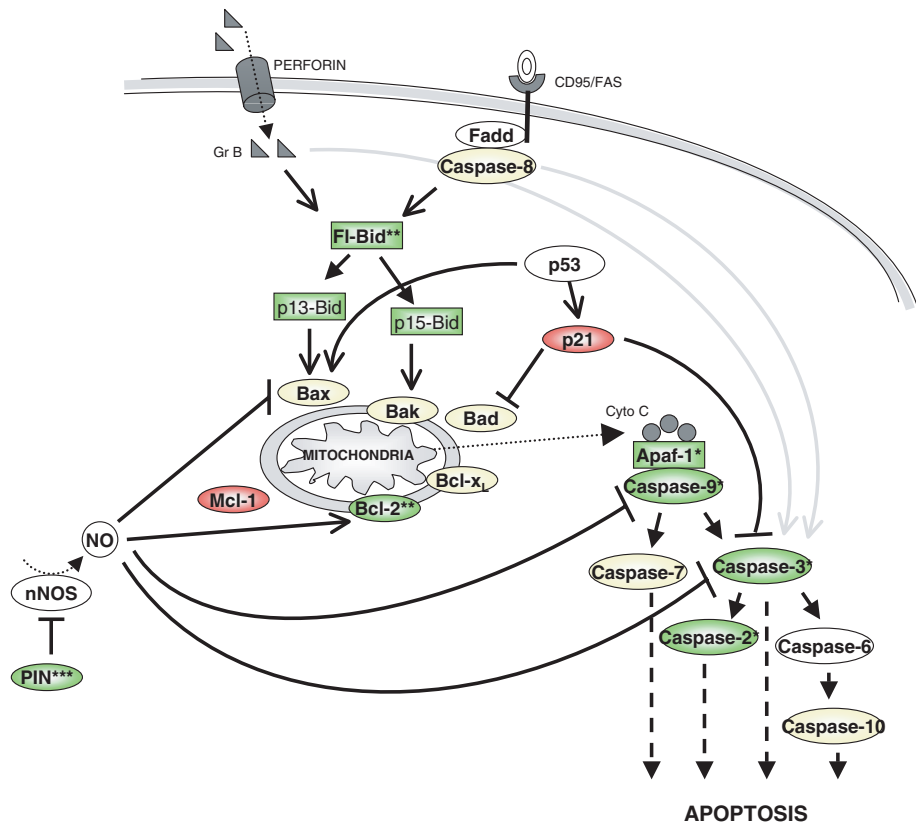 PERFORIN
CD95/FAS
Gr B
Fadd
Caspase-8
Fl-Bid**
p53
p13-Bid
p15-Bid
p21
Bax
Bak
Bad
Cyto C
MITOCHONDRIA
Apaf-1*
Caspase-9*
Bcl-xL
Mcl-1
Bcl-2**
NO
nNOS
Caspase-7
Caspase-3*
Caspase-2*
Caspase-6
PIN***
Caspase-10
APOPTOSIS